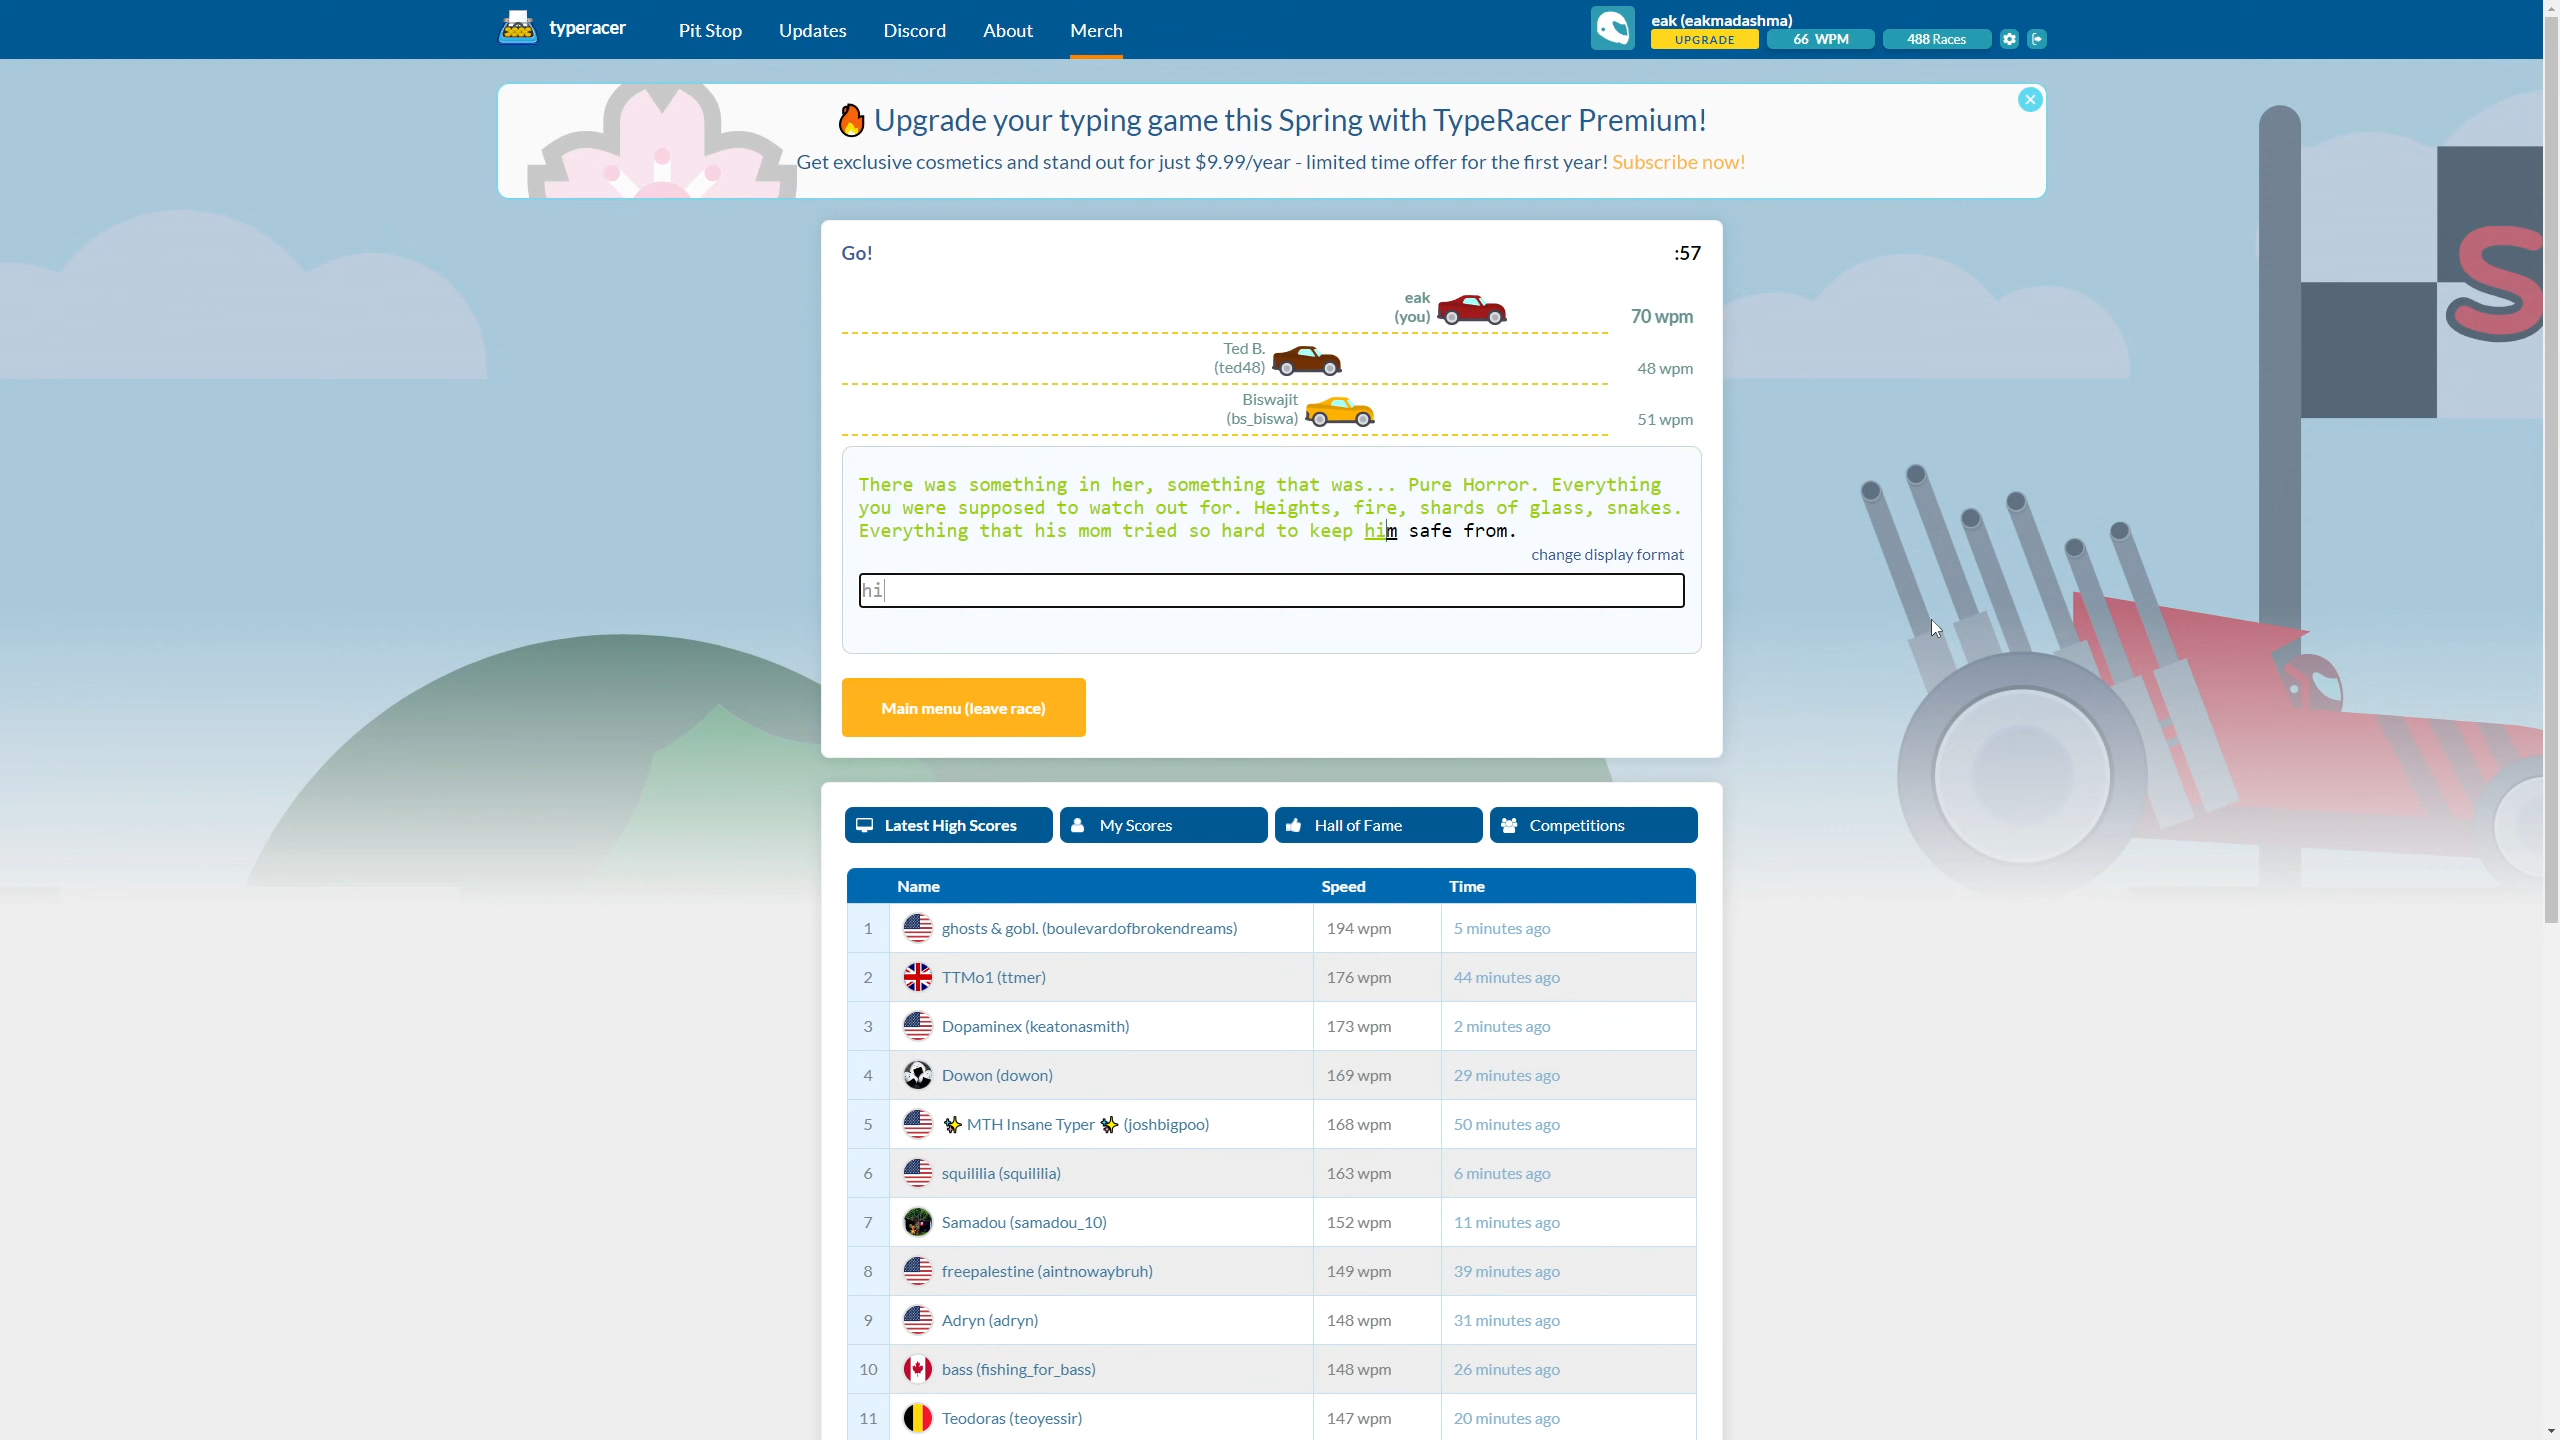 typeracer
Pit Stop
Updates
Discord
About
Merch
eak (eakmadashma)
UPGRADE
66 WPM
488 Races
🔥 Upgrade your typing game this Spring with TypeRacer Premium!
Get exclusive cosmetics and stand out for just $9.99/year - limited time offer for the first year! Subscribe now!
S
Go!
:57
eak
(you)
70 wpm
Ted B.
(ted48)
48 wpm
Biswajit
(bs_biswa)
51 wpm
There was something in her, something that was... Pure Horror. Everything
you were supposed to watch out for. Heights, fire, shards of glass, snakes.
Everything that his mom tried so hard to keep him safe from.
change display format
hi
Main menu (leave race)
Latest High Scores
My Scores
Hall of Fame
Competitions
Name Speed Time
1 ghosts & gobl. (boulevardofbrokendreams) 194 wpm 5 minutes ago
2 TTMo1 (ttmer) 176 wpm 44 minutes ago
3 Dopaminex (keatonasmith) 173 wpm 2 minutes ago
4 Dowon (dowon) 169 wpm 29 minutes ago
5 ✨ MTH Insane Typer ✨ (joshbigpoo) 168 wpm 50 minutes ago
6 squililia (squililia) 163 wpm 6 minutes ago
7 Samadou (samadou_10) 152 wpm 11 minutes ago
8 freepalestine (aintnowaybruh) 149 wpm 39 minutes ago
9 Adryn (adryn) 148 wpm 31 minutes ago
10 bass (fishing_for_bass) 148 wpm 26 minutes ago
11 Teodoras (teoyessir) 147 wpm 20 minutes ago